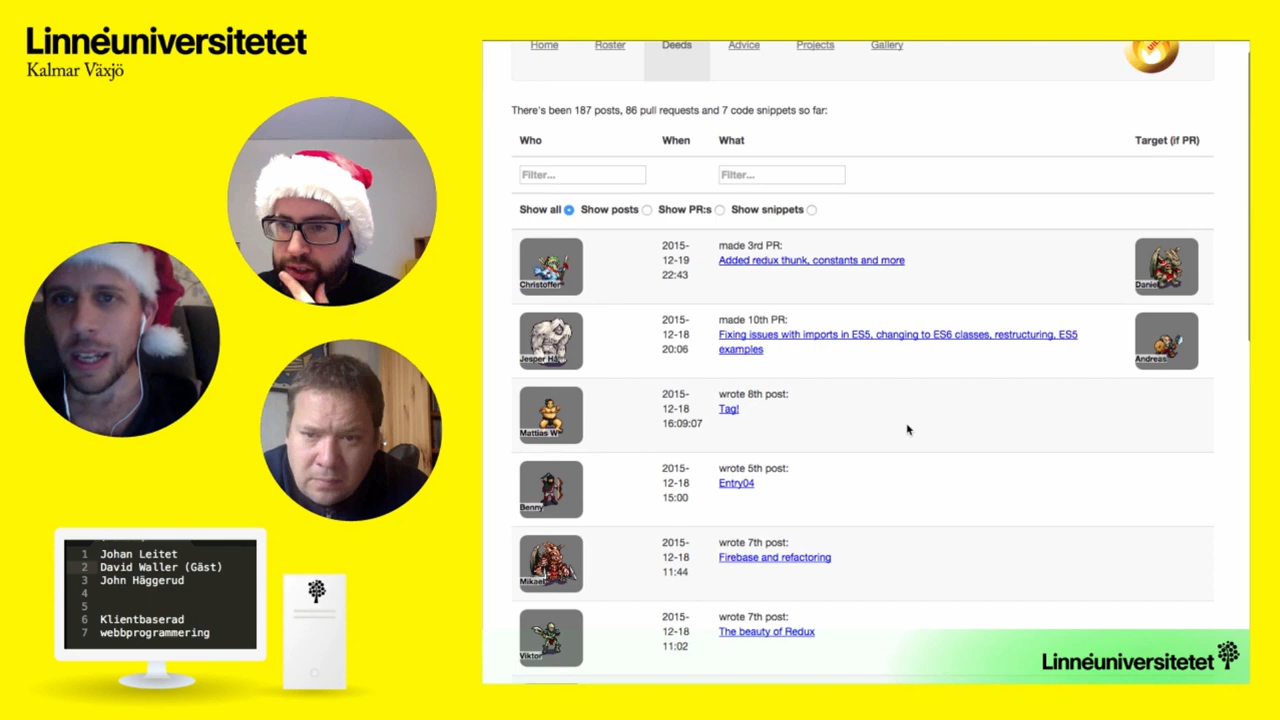 Linnéuniversitetet
Kalmar Växjö
Home Roster Deeds Advice Projects Gallery
There's been 187 posts, 86 pull requests and 7 code snippets so far:
Who When What Target (if PR)
Filter... Filter...
Show all Show posts Show PR:s Show snippets
Christoffer
2015-
12-19
22:43
made 3rd PR:
Added redux thunk, constants and more
Daniel
Jesper Hå
2015-
12-18
20:06
made 10th PR:
Fixing issues with imports in ES5, changing to ES6 classes, restructuring, ES5
examples
Andreas
Mattias W
2015-
12-18
16:09:07
wrote 8th post:
Tag!
Benny
2015-
12-18
15:00
wrote 5th post:
Entry04
Mikael
2015-
12-18
11:44
wrote 7th post:
Firebase and refactoring
Viktor
2015-
12-18
11:02
wrote 7th post:
The beauty of Redux
1 Johan Leitet
2 David Waller (Gäst)
3 John Häggerud
4
5
6 Klientbaserad
7 webbprogrammering
Linnéuniversitetet